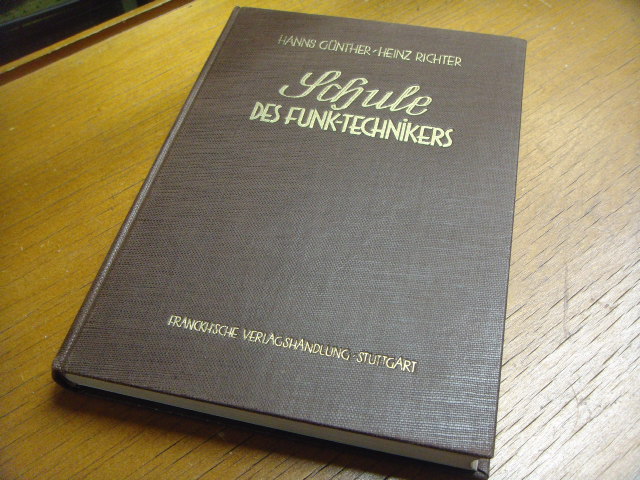 HANNS GÜNTHER-HEINZ RICHTER
Schule
DES FUNK-TECHNIKERS
FRANCKH'SCHE VERLAGSHANDLUNG-STUTTGART